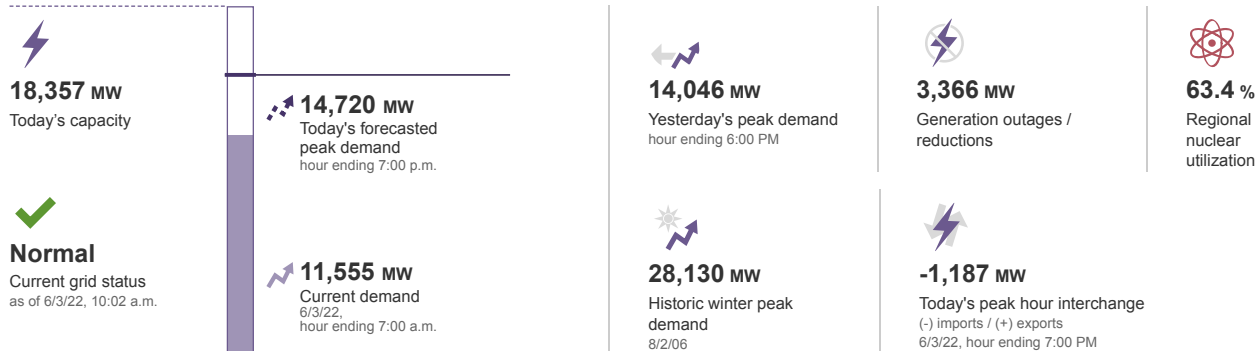 18,357 MW
Today's capacity
Normal
Current grid status
as of 6/3/22, 10:02 a.m.
14,720 MW
Today's forecasted
peak demand
hour ending 7:00 p.m.
11,555 MW
Current demand
6/3/22,
hour ending 7:00 a.m.
14,046 MW
Yesterday's peak demand
hour ending 6:00 PM
3,366 MW
Generation outages /
reductions
63.4 %
Regional
nuclear
utilization
28,130 MW
Historic winter peak
demand
8/2/06
-1,187 MW
Today's peak hour interchange
(-) imports / (+) exports
6/3/22, hour ending 7:00 PM